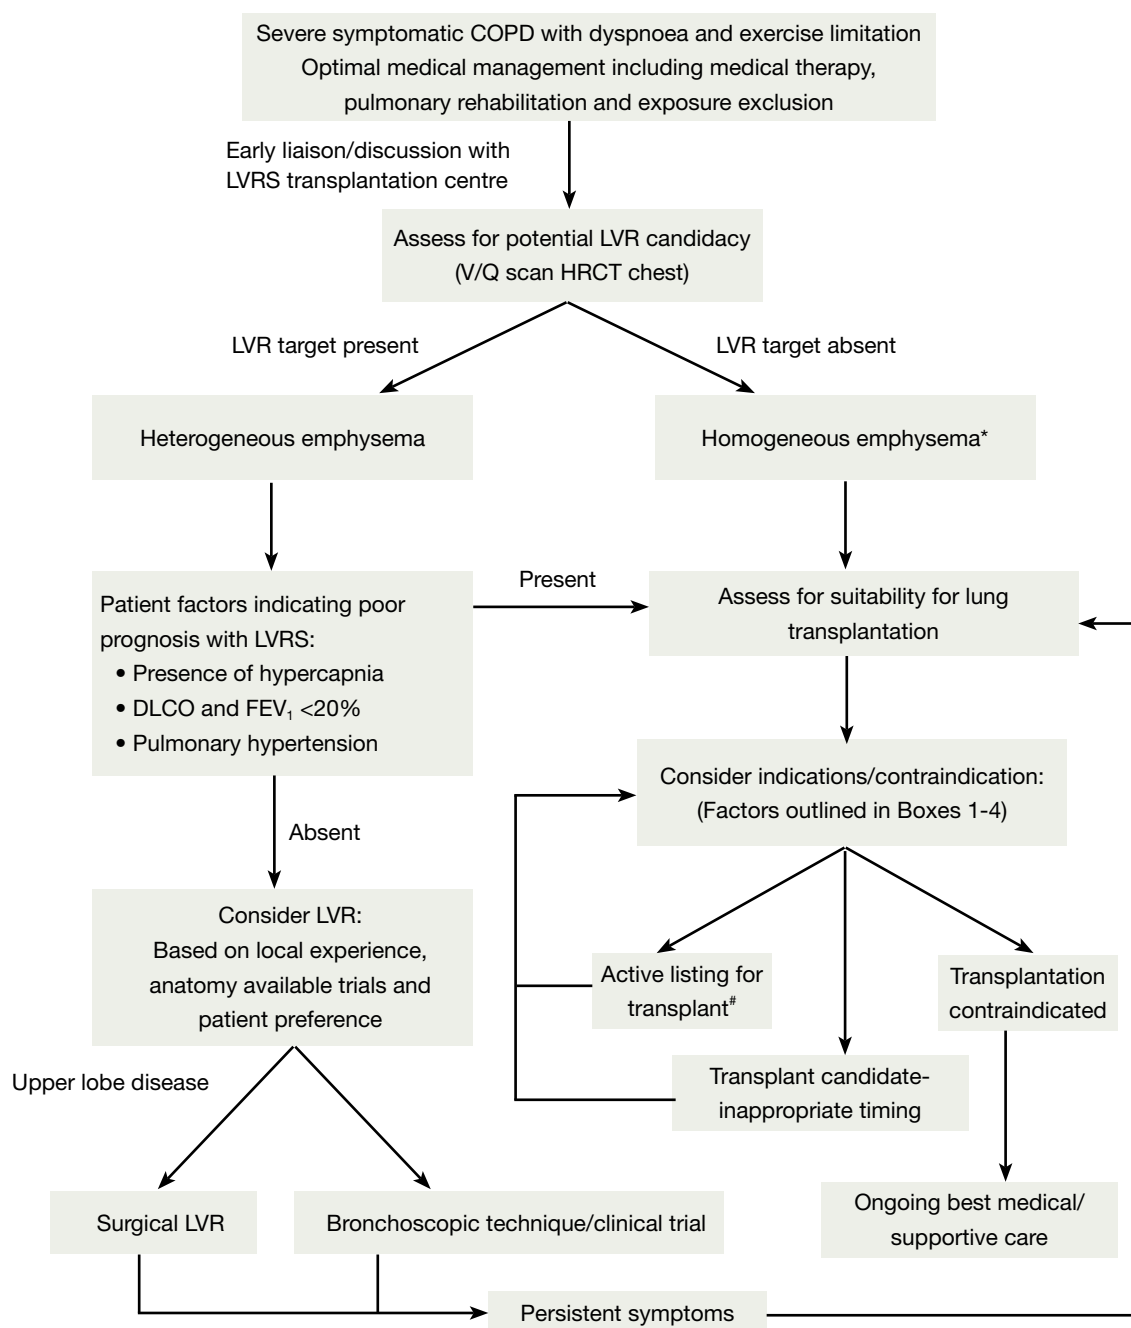 Severe symptomatic COPD with dyspnoea and exercise limitation
Optimal medical management including medical therapy,
pulmonary rehabilitation and exposure exclusion
Early liaison/discussion with
LVRS transplantation centre
Assess for potential LVR candidacy
(V/Q scan HRCT chest)
LVR target present
LVR target absent
Heterogeneous emphysema
Homogeneous emphysema*
Patient factors indicating poor
prognosis with LVRS:
• Presence of hypercapnia
• DLCO and FEV₁ <20%
• Pulmonary hypertension
Present
Assess for suitability for lung
transplantation
Absent
Consider indications/contraindication:
(Factors outlined in Boxes 1-4)
Consider LVR:
Based on local experience,
anatomy available trials and
patient preference
Active listing for
transplant#
Transplantation
contraindicated
Transplant candidate-
inappropriate timing
Upper lobe disease
Surgical LVR
Bronchoscopic technique/clinical trial
Ongoing best medical/
supportive care
Persistent symptoms